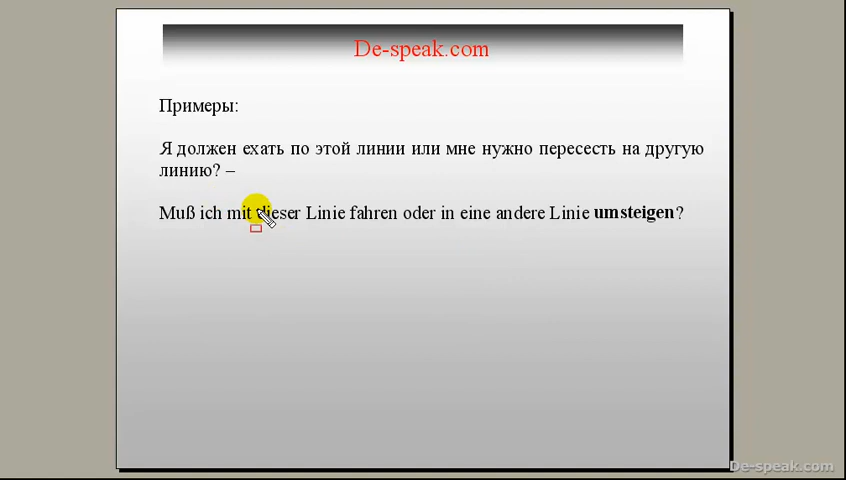 De-speak.com
Примеры:
Я должен ехать по этой линии или мне нужно пересесть на другую
линию? –
Muß ich mit dieser Linie fahren oder in eine andere Linie umsteigen?
De-speak.com